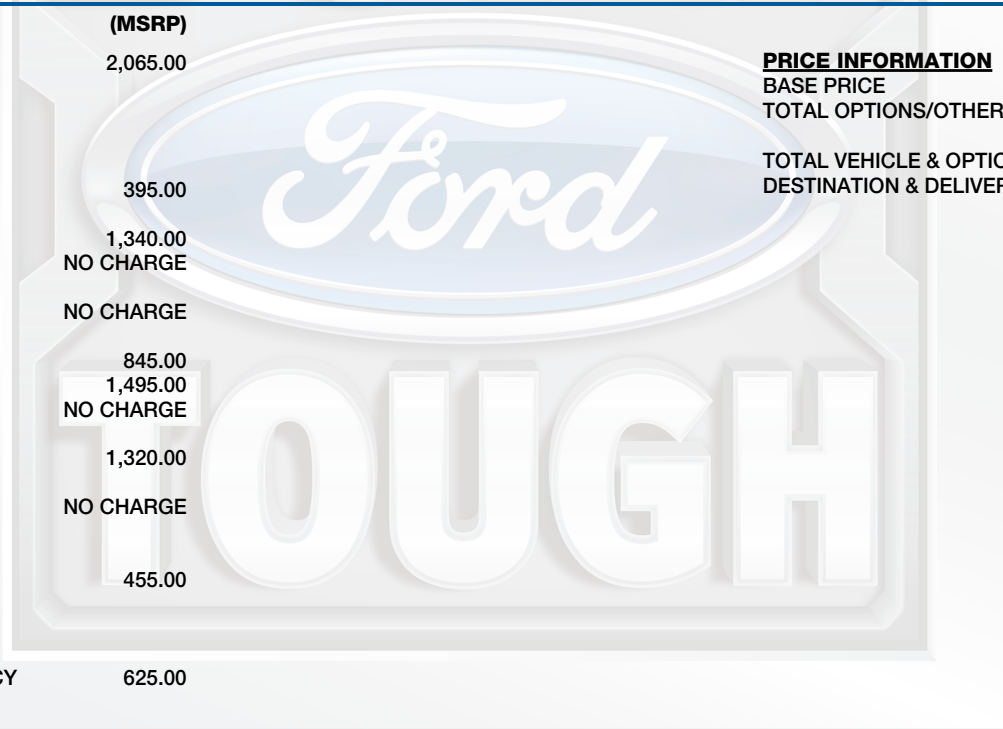 (MSRP)
2,065.00
395.00
1,340.00
NO CHARGE
NO CHARGE
845.00
1,495.00
NO CHARGE
1,320.00
NO CHARGE
455.00
CY 625.00
PRICE INFORMATION
BASE PRICE
TOTAL OPTIONS/OTHER
TOTAL VEHICLE & OPTIO
DESTINATION & DELIVER
Ford
TOUGH